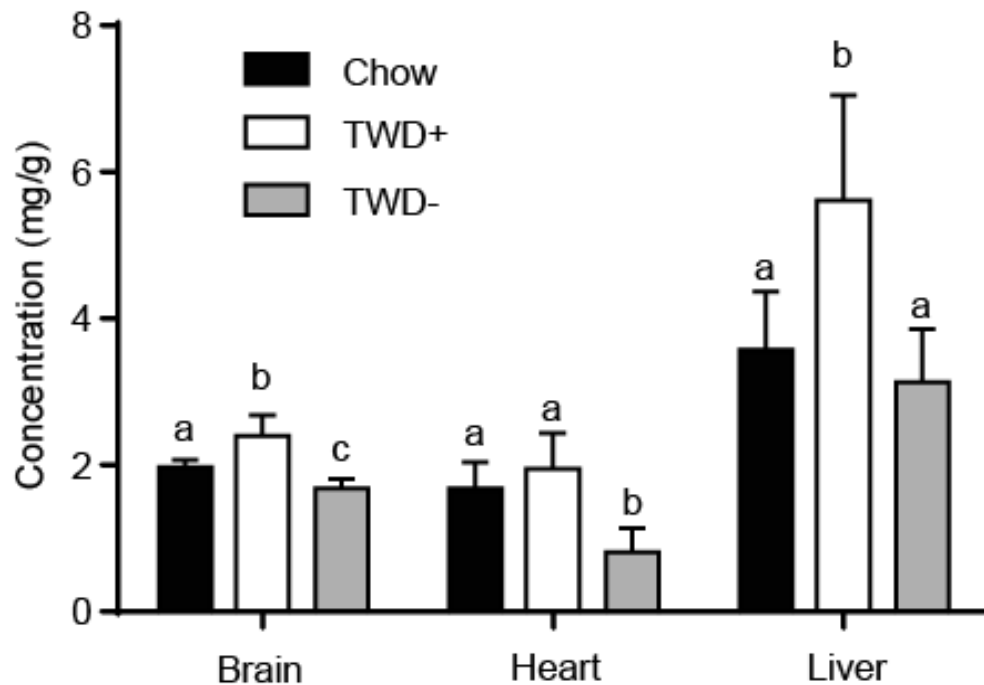 8
6
4
2
0
Concentration (mg/g)
Chow
TWD+
TWD-
a
b
c
a
a
b
a
b
a
Brain
Heart
Liver